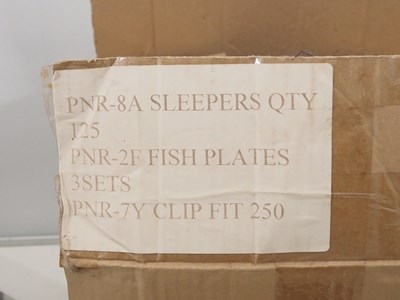 PNR-8A SLEEPERS QTY
125
PNR-2F FISH PLATES
3SETS
PNR-7Y CLIP FIT 250